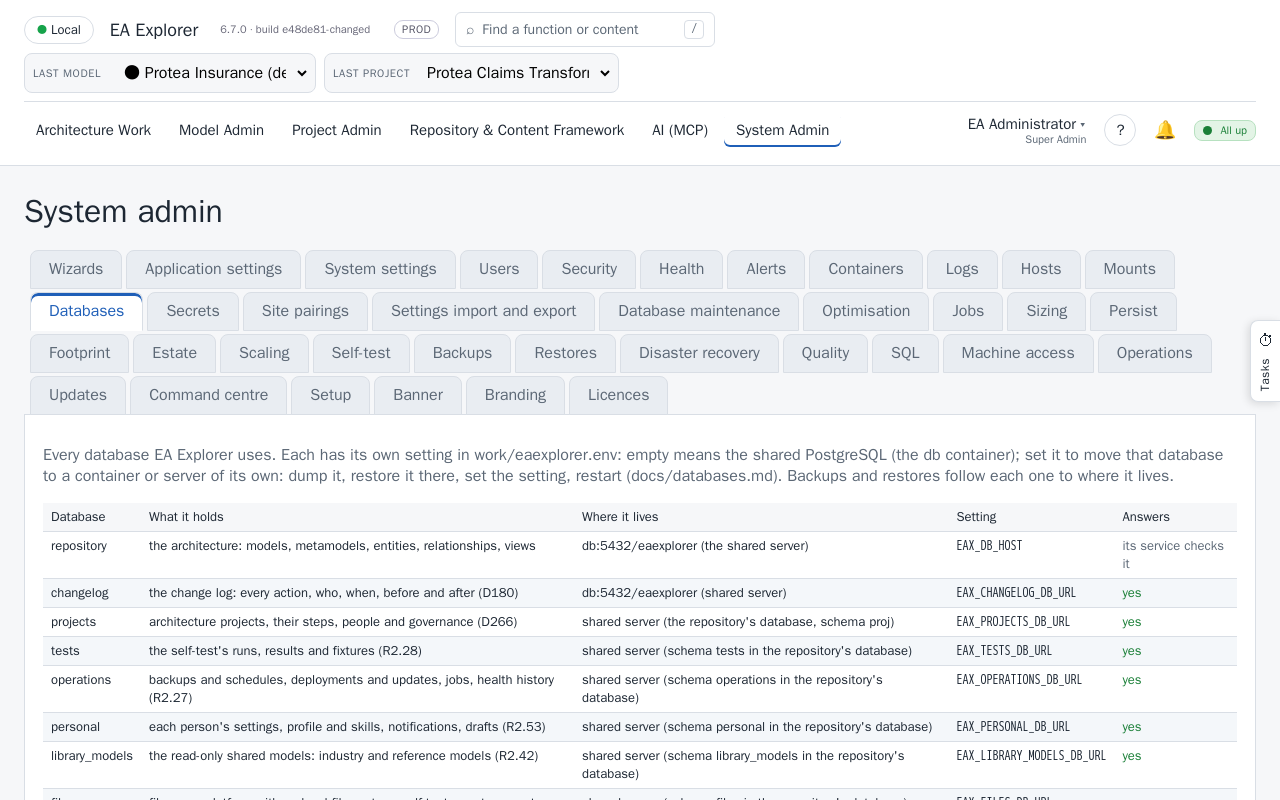 Local EA Explorer 6.7.0 · build e48de81-changed PROD Find a function or content /
LAST MODEL Protea Insurance (de LAST PROJECT Protea Claims Transfor
Architecture Work Model Admin Project Admin Repository & Content Framework AI (MCP) System Admin EA Administrator ▾ ? All up
Super Admin
System admin
Wizards Application settings System settings Users Security Health Alerts Containers Logs Hosts Mounts
Databases Secrets Site pairings Settings import and export Database maintenance Optimisation Jobs Sizing Persist
Footprint Estate Scaling Self-test Backups Restores Disaster recovery Quality SQL Machine access Operations
Updates Command centre Setup Banner Branding Licences
Tasks
Every database EA Explorer uses. Each has its own setting in work/eaexplorer.env: empty means the shared PostgreSQL (the db container); set it to move that database
to a container or server of its own: dump it, restore it there, set the setting, restart (docs/databases.md). Backups and restores follow each one to where it lives.
Database What it holds Where it lives Setting Answers
repository the architecture: models, metamodels, entities, relationships, views db:5432/eaexplorer (the shared server) EAX_DB_HOST its service checks
it
changelog the change log: every action, who, when, before and after (D180) db:5432/eaexplorer (shared server) EAX_CHANGELOG_DB_URL yes
projects architecture projects, their steps, people and governance (D266) shared server (the repository's database, schema proj) EAX_PROJECTS_DB_URL yes
tests the self-test's runs, results and fixtures (R2.28) shared server (schema tests in the repository's database) EAX_TESTS_DB_URL yes
operations backups and schedules, deployments and updates, jobs, health history shared server (schema operations in the repository's EAX_OPERATIONS_DB_URL yes
(R2.27) database)
personal each person's settings, profile and skills, notifications, drafts (R2.53) shared server (schema personal in the repository's database) EAX_PERSONAL_DB_URL yes
library_models the read-only shared models: industry and reference models (R2.42) shared server (schema library_models in the repository's EAX_LIBRARY_MODELS_DB_URL yes
database)